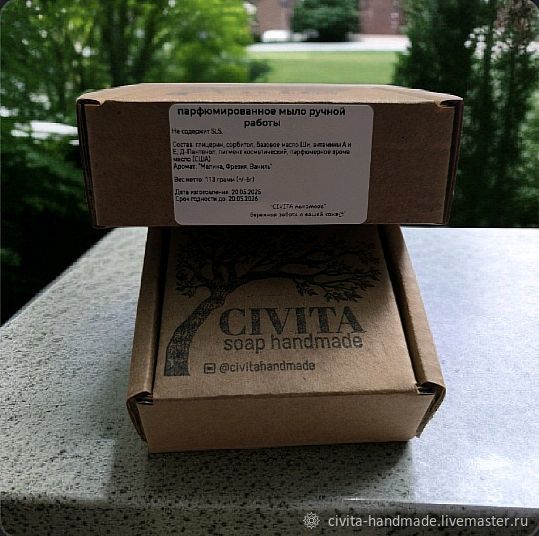 парфюмированное мыло ручной
работы
Не содержит SLS.
Состав: глицерин, сорбитол, базовое масло Ши, витамины А и
Е, Д-Пантенол, пигмент косметический, парфюмерное арома
масло (США)
Аромат: "Малина, Фрезия, Ваниль"
Вес нетто: 113 грамм (+/-5г)
Дата изготовления: 20.05.2025
Срок годности до: 20.05.2026
"CIVITA handmade"
бережная забота о вашей коже
CIVITA
soap handmade
@civitahandmade
civita-handmade.livemaster.ru